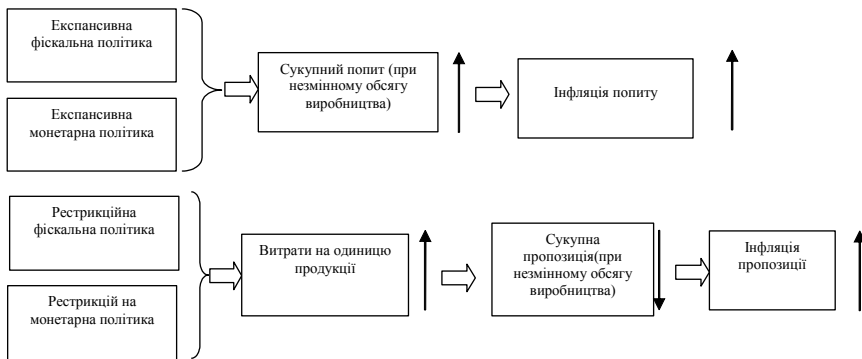 Експансивна
фіскальна політика
Експансивна
монетарна політика
Сукупний попит (при
незмінному обсягу
виробництва)
Інфляція попиту
Рестрикційна
фіскальна політика
Рестрикцій на
монетарна політика
Витрати на одиницю
продукції
Сукупна
пропозиція(при
незмінному обсягу
виробництва)
Інфляція
пропозиції